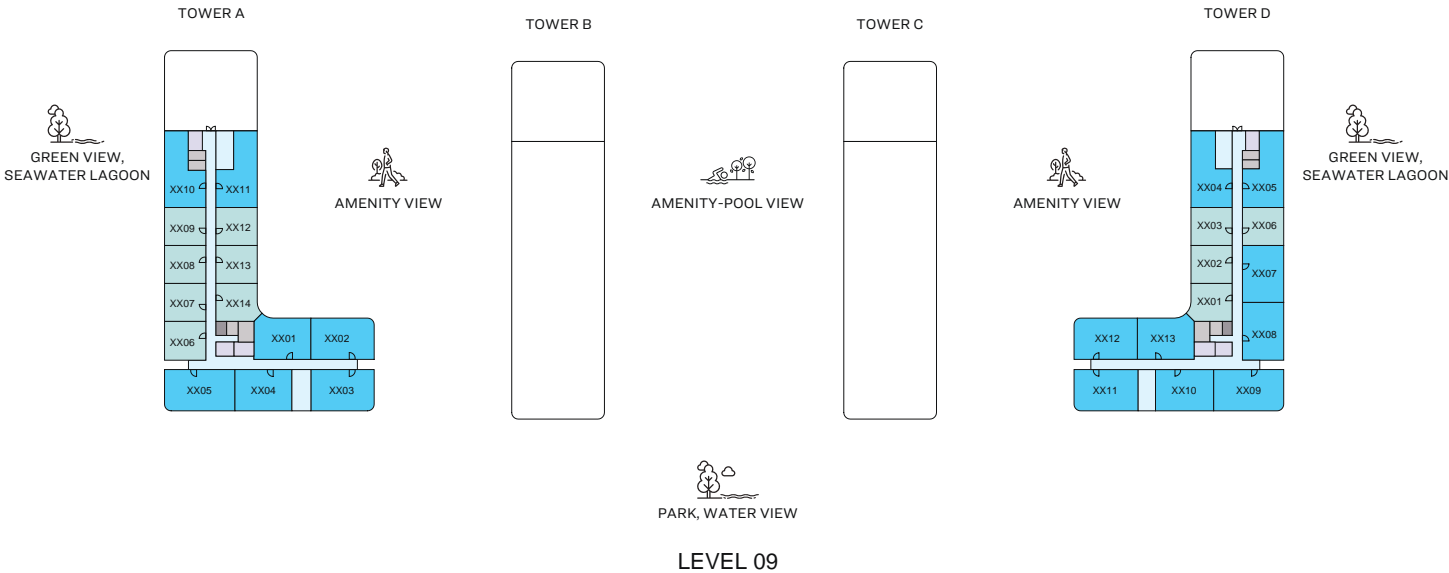 TOWER A
TOWER B
TOWER C
TOWER D
GREEN VIEW,
SEAWATER LAGOON
AMENITY VIEW
AMENITY-POOL VIEW
AMENITY VIEW
GREEN VIEW,
SEAWATER LAGOON
XX10 XX11
XX09 XX12
XX08 XX13
XX07 XX14
XX06 XX01 XX02
XX05 XX04 XX03
XX04 XX05
XX03 XX06
XX02 XX07
XX01
XX12 XX13 XX08
XX11 XX10 XX09
PARK, WATER VIEW
LEVEL 09